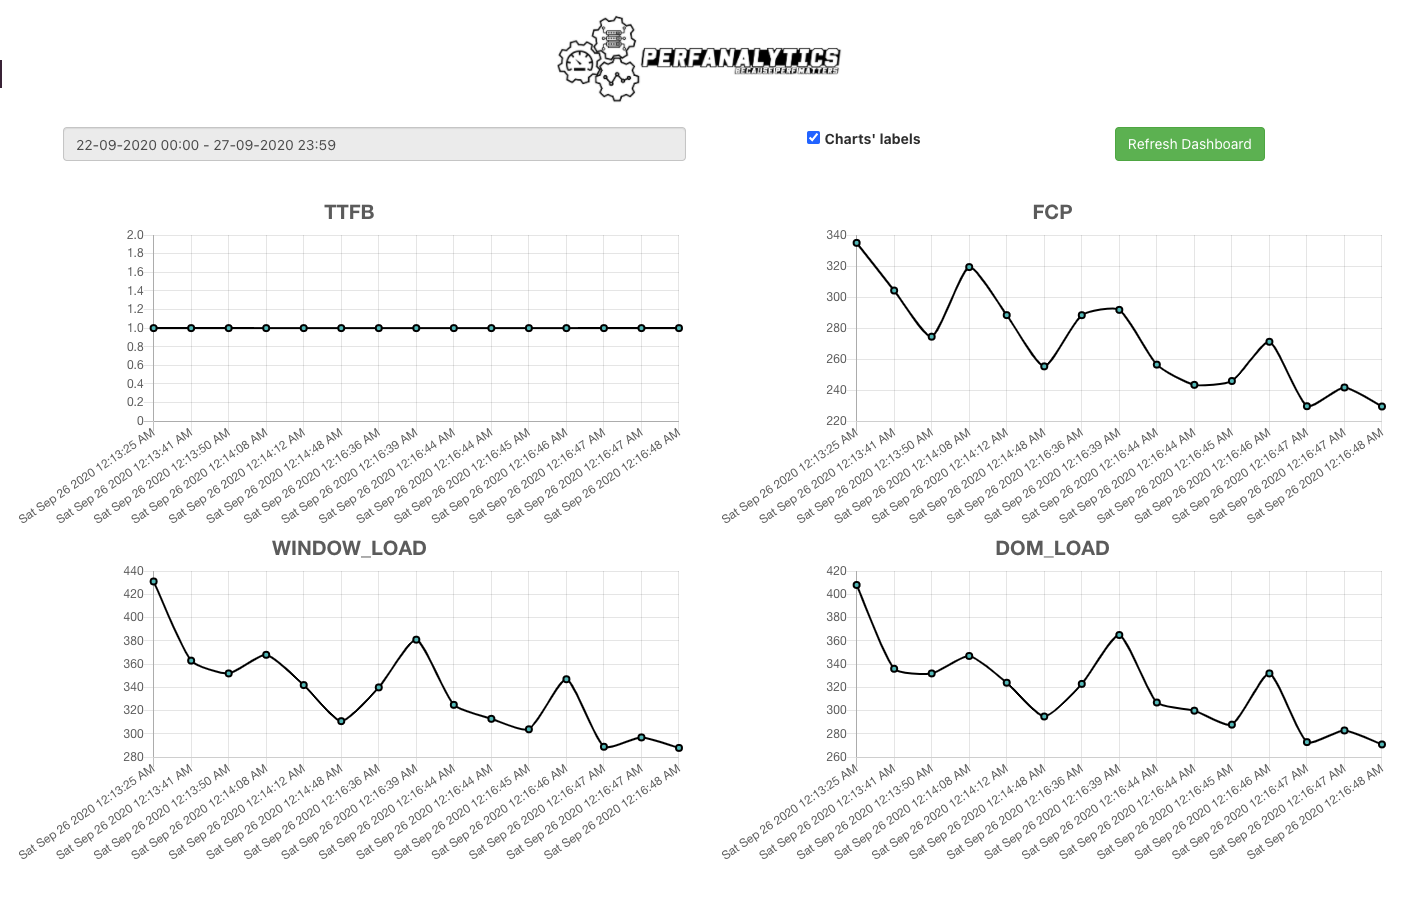 PERFANALYTICS
BECAUSE PERF MATTERS
22-09-2020 00:00 - 27-09-2020 23:59
Charts' labels
Refresh Dashboard
TTFB
2.0
1.8
1.6
1.4
1.2
1.0
0.8
0.6
0.4
0.2
0
Sat Sep 26 2020 12:13:25 AM
Sat Sep 26 2020 12:13:41 AM
Sat Sep 26 2020 12:13:50 AM
Sat Sep 26 2020 12:14:08 AM
Sat Sep 26 2020 12:14:12 AM
Sat Sep 26 2020 12:14:48 AM
Sat Sep 26 2020 12:16:36 AM
Sat Sep 26 2020 12:16:39 AM
Sat Sep 26 2020 12:16:44 AM
Sat Sep 26 2020 12:16:44 AM
Sat Sep 26 2020 12:16:45 AM
Sat Sep 26 2020 12:16:46 AM
Sat Sep 26 2020 12:16:47 AM
Sat Sep 26 2020 12:16:47 AM
Sat Sep 26 2020 12:16:48 AM
FCP
340
320
300
280
260
240
220
Sat Sep 26 2020 12:13:25 AM
Sat Sep 26 2020 12:13:41 AM
Sat Sep 26 2020 12:13:50 AM
Sat Sep 26 2020 12:14:08 AM
Sat Sep 26 2020 12:14:12 AM
Sat Sep 26 2020 12:14:48 AM
Sat Sep 26 2020 12:16:36 AM
Sat Sep 26 2020 12:16:39 AM
Sat Sep 26 2020 12:16:44 AM
Sat Sep 26 2020 12:16:44 AM
Sat Sep 26 2020 12:16:45 AM
Sat Sep 26 2020 12:16:46 AM
Sat Sep 26 2020 12:16:47 AM
Sat Sep 26 2020 12:16:47 AM
Sat Sep 26 2020 12:16:48 AM
WINDOW_LOAD
440
420
400
380
360
340
320
300
280
Sat Sep 26 2020 12:13:25 AM
Sat Sep 26 2020 12:13:41 AM
Sat Sep 26 2020 12:13:50 AM
Sat Sep 26 2020 12:14:08 AM
Sat Sep 26 2020 12:14:12 AM
Sat Sep 26 2020 12:14:48 AM
Sat Sep 26 2020 12:16:36 AM
Sat Sep 26 2020 12:16:39 AM
Sat Sep 26 2020 12:16:44 AM
Sat Sep 26 2020 12:16:44 AM
Sat Sep 26 2020 12:16:45 AM
Sat Sep 26 2020 12:16:46 AM
Sat Sep 26 2020 12:16:47 AM
Sat Sep 26 2020 12:16:47 AM
Sat Sep 26 2020 12:16:48 AM
DOM_LOAD
420
400
380
360
340
320
300
280
260
Sat Sep 26 2020 12:13:25 AM
Sat Sep 26 2020 12:13:41 AM
Sat Sep 26 2020 12:13:50 AM
Sat Sep 26 2020 12:14:08 AM
Sat Sep 26 2020 12:14:12 AM
Sat Sep 26 2020 12:14:48 AM
Sat Sep 26 2020 12:16:36 AM
Sat Sep 26 2020 12:16:39 AM
Sat Sep 26 2020 12:16:44 AM
Sat Sep 26 2020 12:16:44 AM
Sat Sep 26 2020 12:16:45 AM
Sat Sep 26 2020 12:16:46 AM
Sat Sep 26 2020 12:16:47 AM
Sat Sep 26 2020 12:16:47 AM
Sat Sep 26 2020 12:16:48 AM